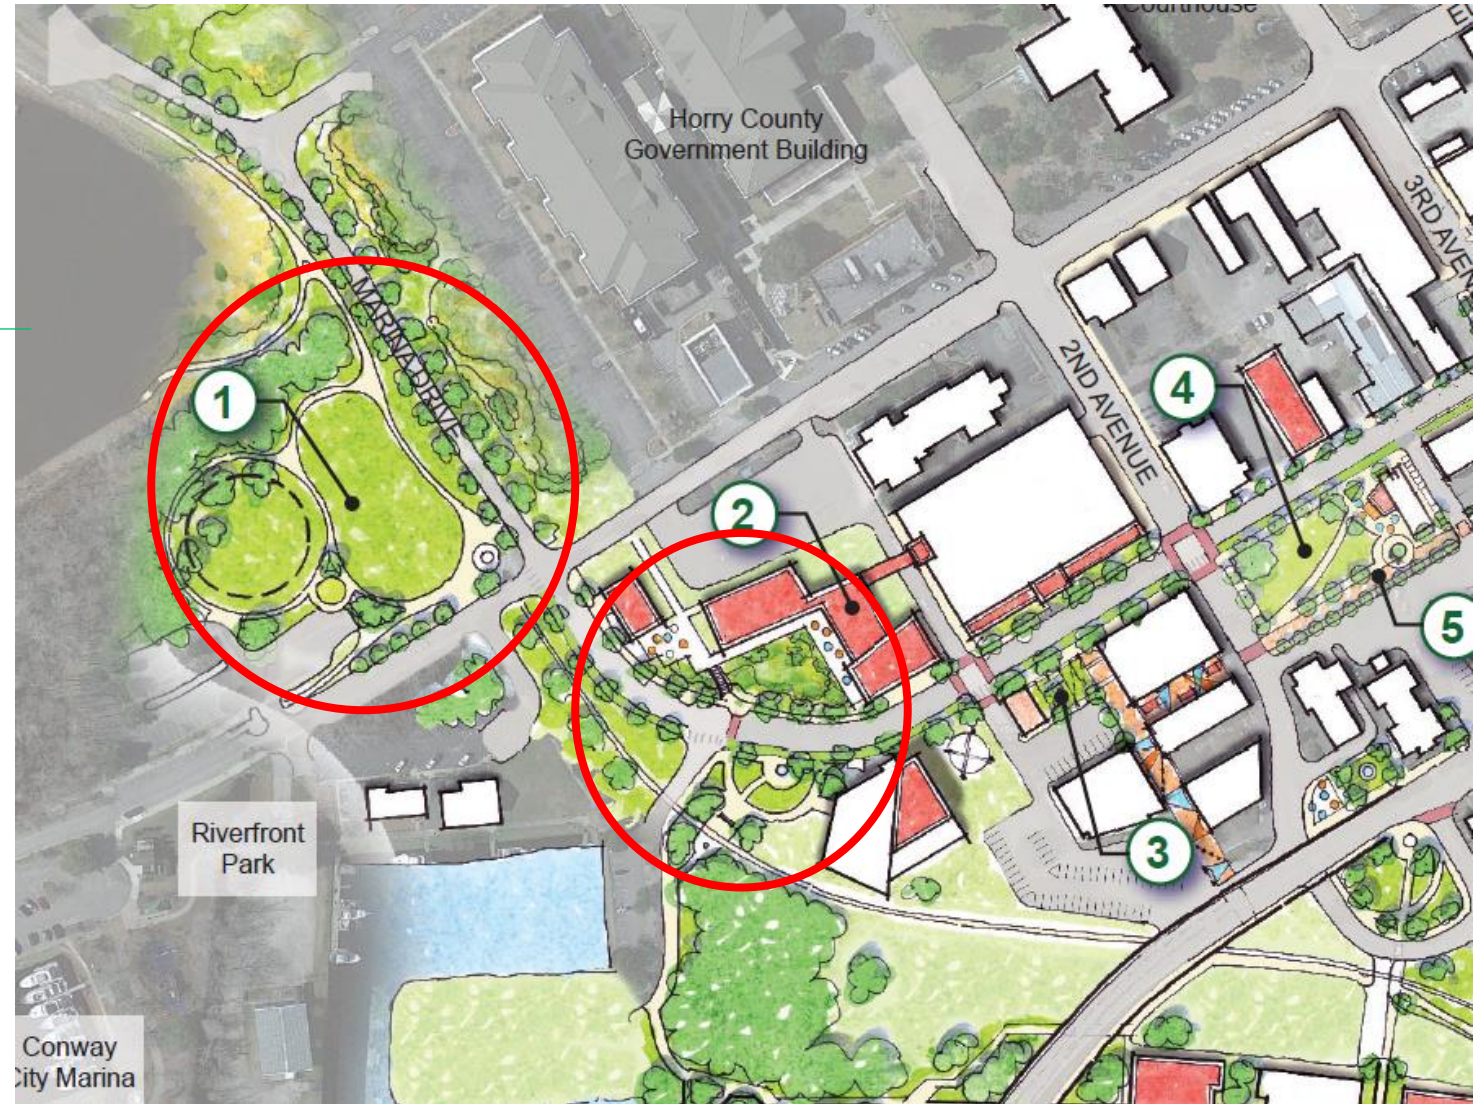 Courthouse
Horry County
Government Building
3RD AVEN
MARINA DRIVE
1
2ND AVENUE
4
2
5
3
Riverfront
Park
Conway
City Marina